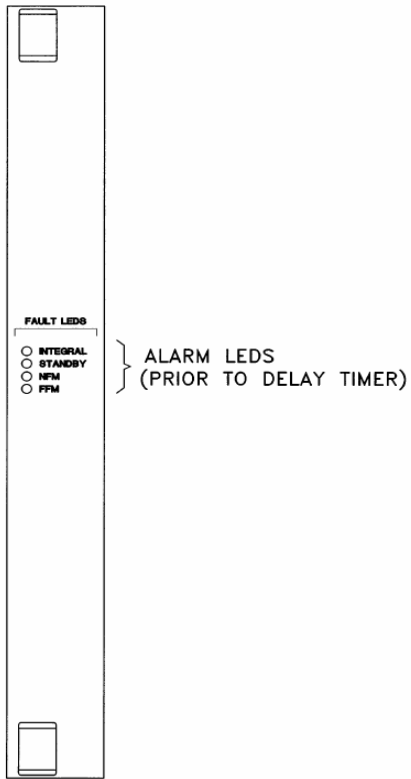 FAULT LEDS
INTEGRAL
STANDBY
NFM
FFM
ALARM LEDS
(PRIOR TO DELAY TIMER)